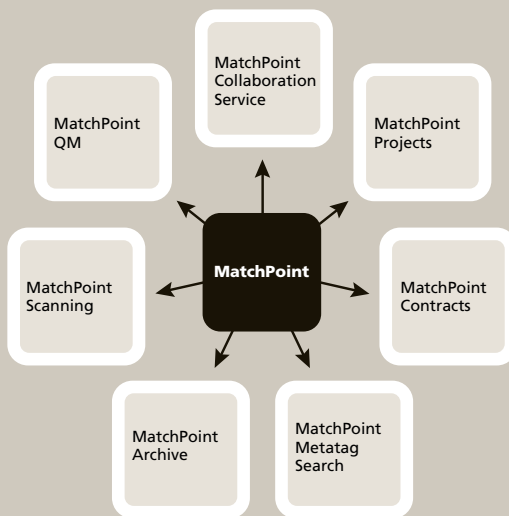 MatchPoint
Collaboration
Service
MatchPoint
QM
MatchPoint
Projects
MatchPoint
MatchPoint
Scanning
MatchPoint
Contracts
MatchPoint
Archive
MatchPoint
Metatag
Search